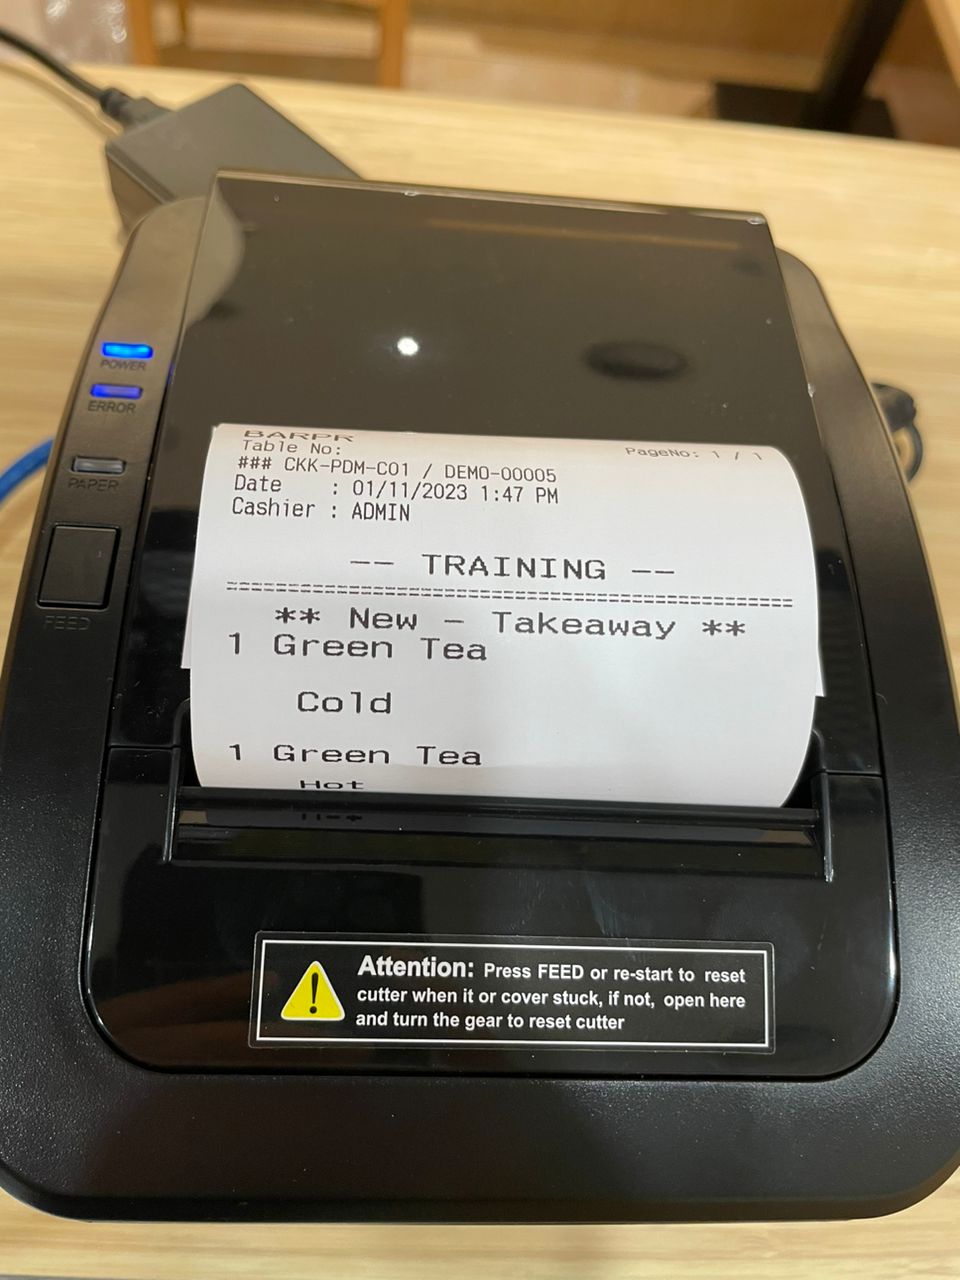 POWER
ERROR
PAPER
FEED
BARPR
Table No:
PageNo: 1 / 1
### CKK-PDM-C01 / DEMO-00005
Date : 01/11/2023 1:47 PM
Cashier : ADMIN
-- TRAINING --
===========================================================
** New - Takeaway **
1 Green Tea
Cold
1 Green Tea
Hot
Attention: Press FEED or re-start to reset
cutter when it or cover stuck, if not, open here
and turn the gear to reset cutter